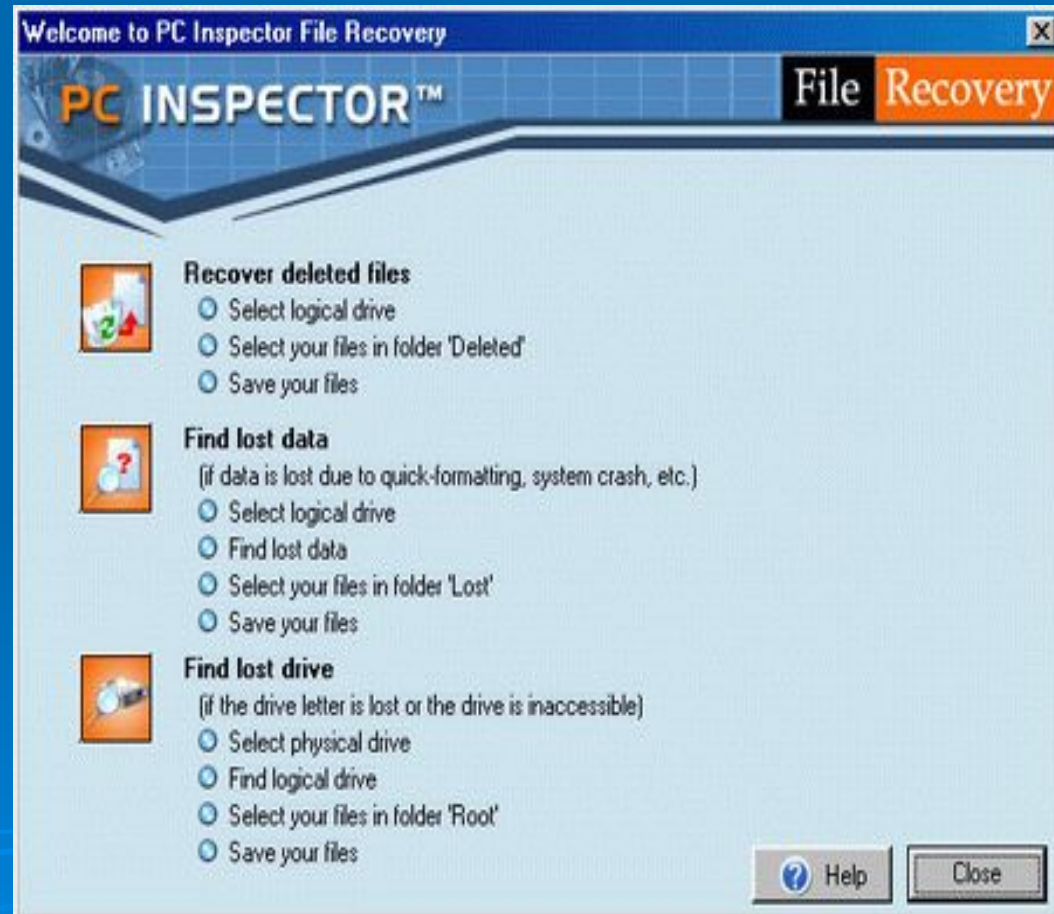 Welcome to PC Inspector File Recovery
PC INSPECTOR™
File Recovery
Recover deleted files
Select logical drive
Select your files in folder 'Deleted'
Save your files
Find lost data
(if data is lost due to quick-formatting, system crash, etc.)
Select logical drive
Find lost data
Select your files in folder 'Lost'
Save your files
Find lost drive
(if the drive letter is lost or the drive is inaccessible)
Select physical drive
Find logical drive
Select your files in folder 'Root'
Save your files
Help
Close